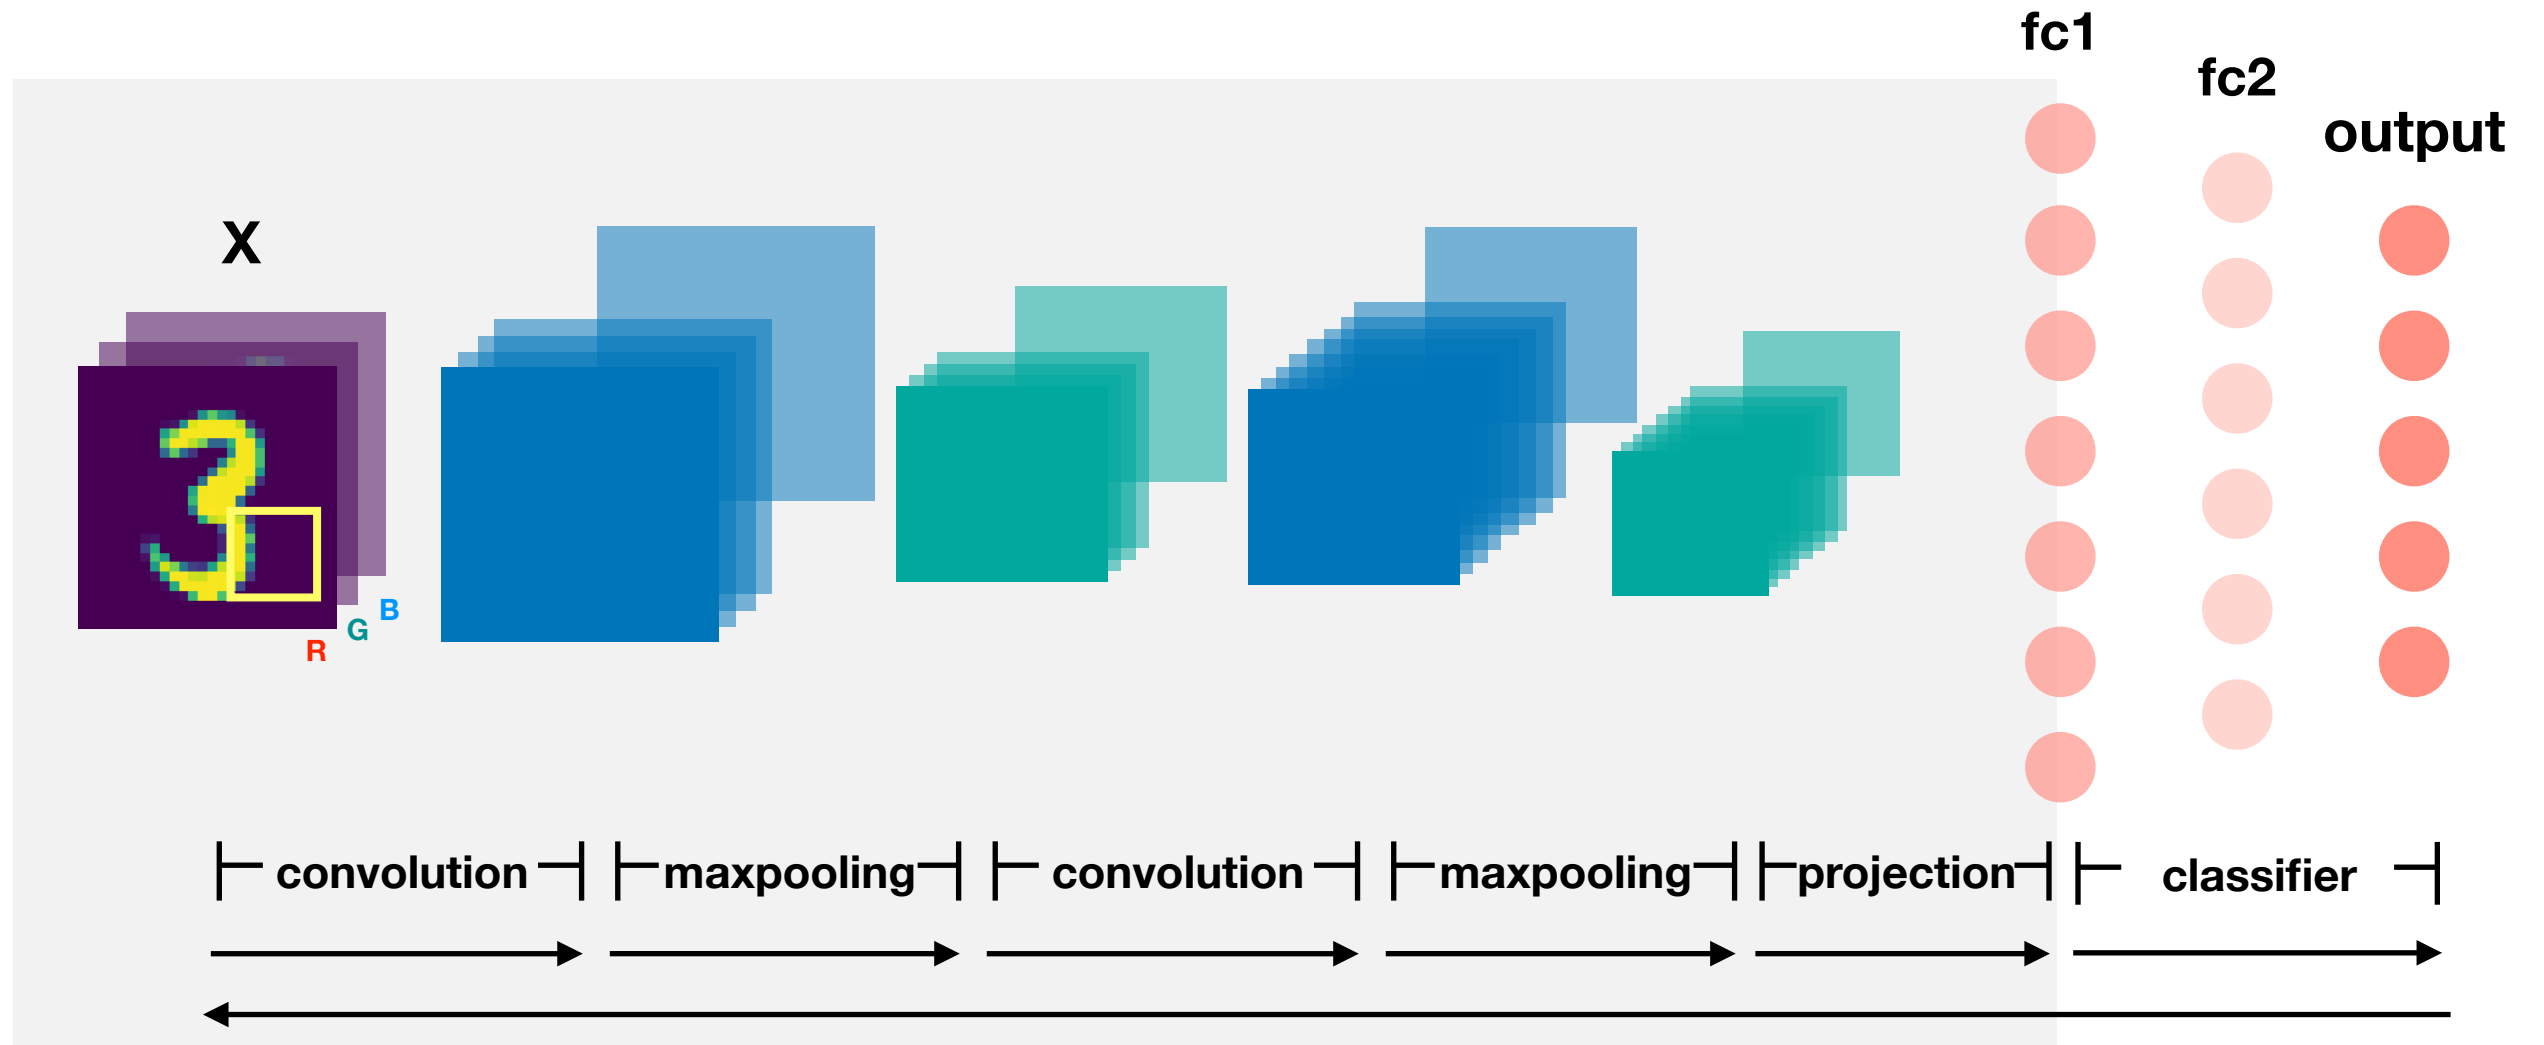 fc1
fc2
output
X
B
G
R
convolution
maxpooling
convolution
maxpooling
projection
classifier